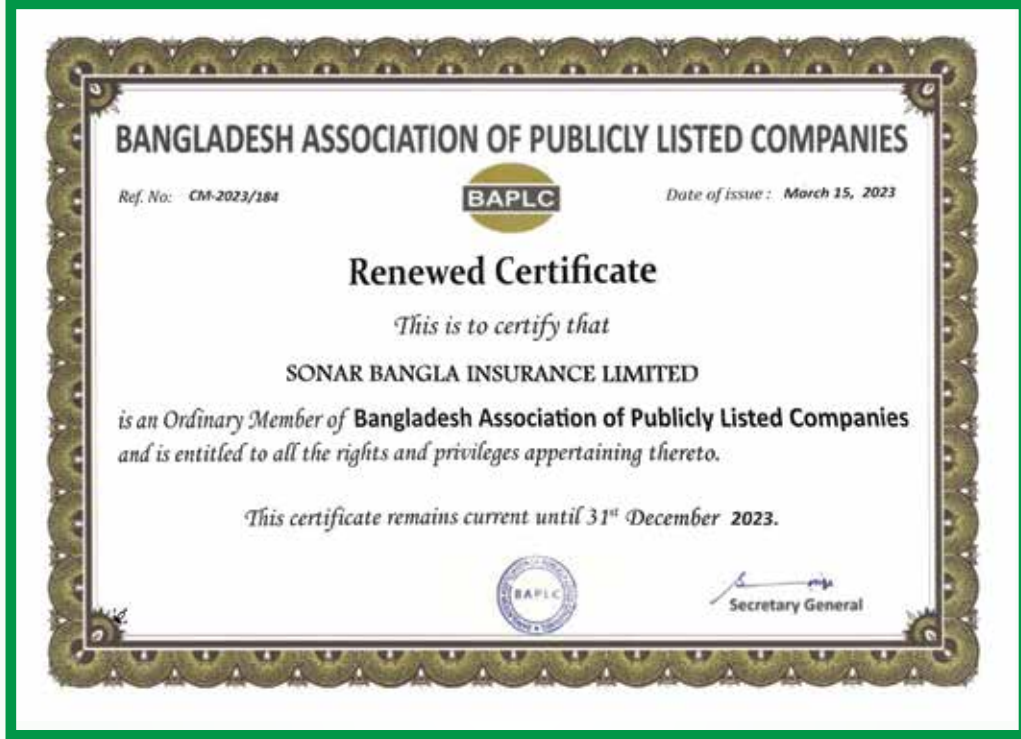 BANGLADESH ASSOCIATION OF PUBLICLY LISTED COMPANIES
Ref. No: CM-2023/184
BAPLC
Date of issue : March 15, 2023
Renewed Certificate
This is to certify that
SONAR BANGLA INSURANCE LIMITED
is an Ordinary Member of Bangladesh Association of Publicly Listed Companies
and is entitled to all the rights and privileges appertaining thereto.
This certificate remains current until 31st December 2023.
BAPLC
Secretary General